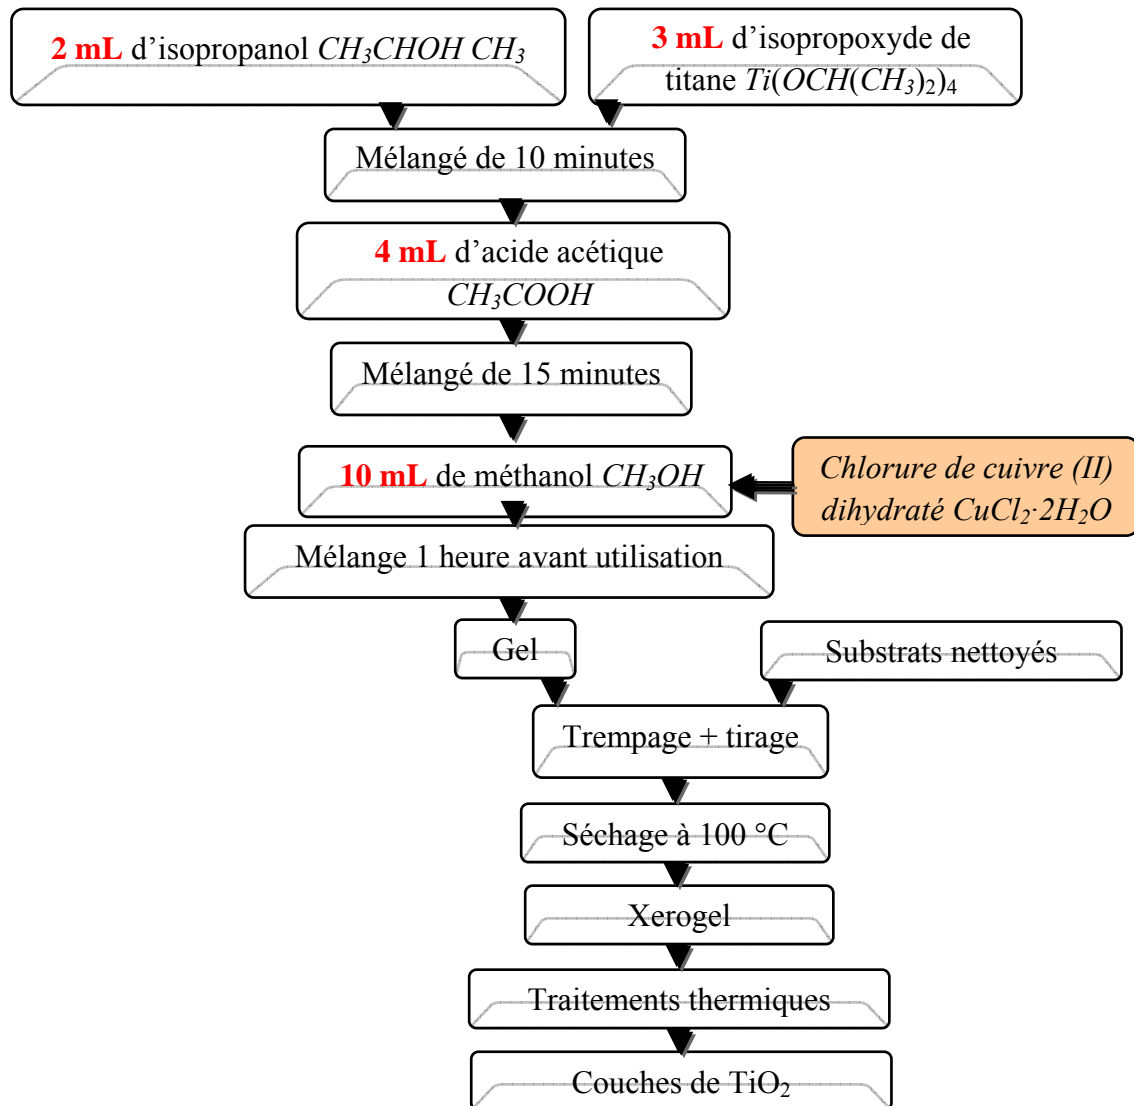 2 mL d’isopropanol CH₃CHOH CH₃
3 mL d’isopropoxyde de
titane Ti(OCH(CH₃)₂)₄
Mélangé de 10 minutes
4 mL d’acide acétique
CH₃COOH
Mélangé de 15 minutes
10 mL de méthanol CH₃OH
Chlorure de cuivre (II)
dihydraté CuCl₂·2H₂O
Mélange 1 heure avant utilisation
Gel
Substrats nettoyés
Trempage + tirage
Séchage à 100 °C
Xerogel
Traitements thermiques
Couches de TiO₂